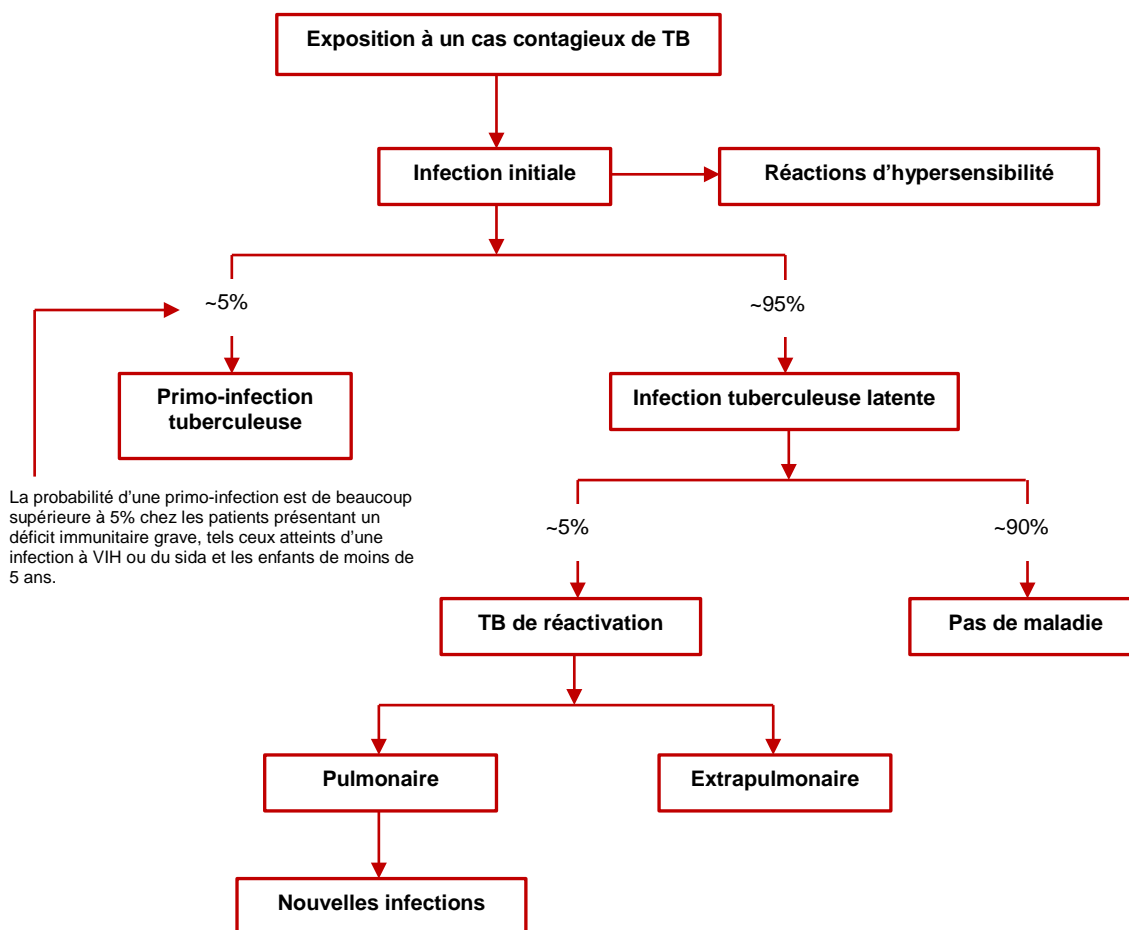 Exposition à un cas contagieux de TB
Infection initiale
Réactions d’hypersensibilité
~5%
~95%
Primo-infection
tuberculeuse
Infection tuberculeuse latente
La probabilité d’une primo-infection est de beaucoup
supérieure à 5% chez les patients présentant un
déficit immunitaire grave, tels ceux atteints d’une
infection à VIH ou du sida et les enfants de moins de
5 ans.
~5%
~90%
TB de réactivation
Pas de maladie
Pulmonaire
Extrapulmonaire
Nouvelles infections